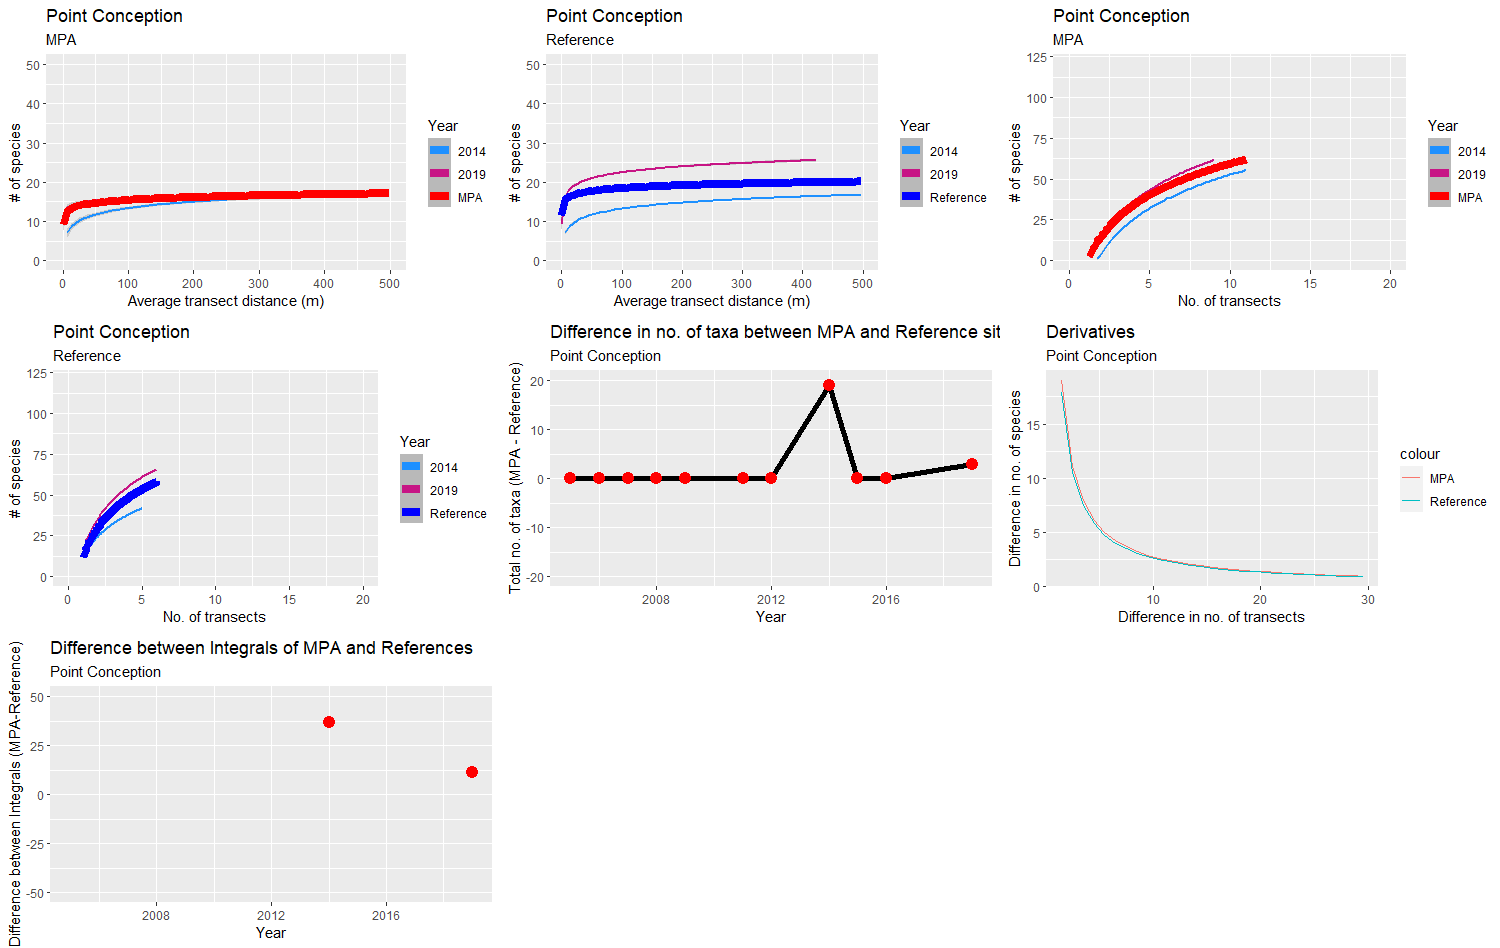 Point Conception
MPA
# of species
50
40
30
20
10
0
0 100 200 300 400 500
Average transect distance (m)
Year
2014
2019
MPA
Point Conception
Reference
# of species
50
40
30
20
10
0
0 100 200 300 400 500
Average transect distance (m)
Year
2014
2019
Reference
Point Conception
MPA
# of species
125
100
75
50
25
0
0 5 10 15 20
No. of transects
Year
2014
2019
MPA
Point Conception
Reference
# of species
125
100
75
50
25
0
0 5 10 15 20
No. of transects
Year
2014
2019
Reference
Difference in no. of taxa between MPA and Reference sit
Point Conception
Total no. of taxa (MPA - Reference)
20
10
0
-10
-20
2008 2012 2016
Year
Derivatives
Point Conception
Difference in no. of species
15
10
5
0
10 20 30
Difference in no. of transects
colour
MPA
Reference
Difference between Integrals of MPA and References
Point Conception
Difference between Integrals (MPA-Reference)
50
25
0
-25
-50
2008 2012 2016
Year